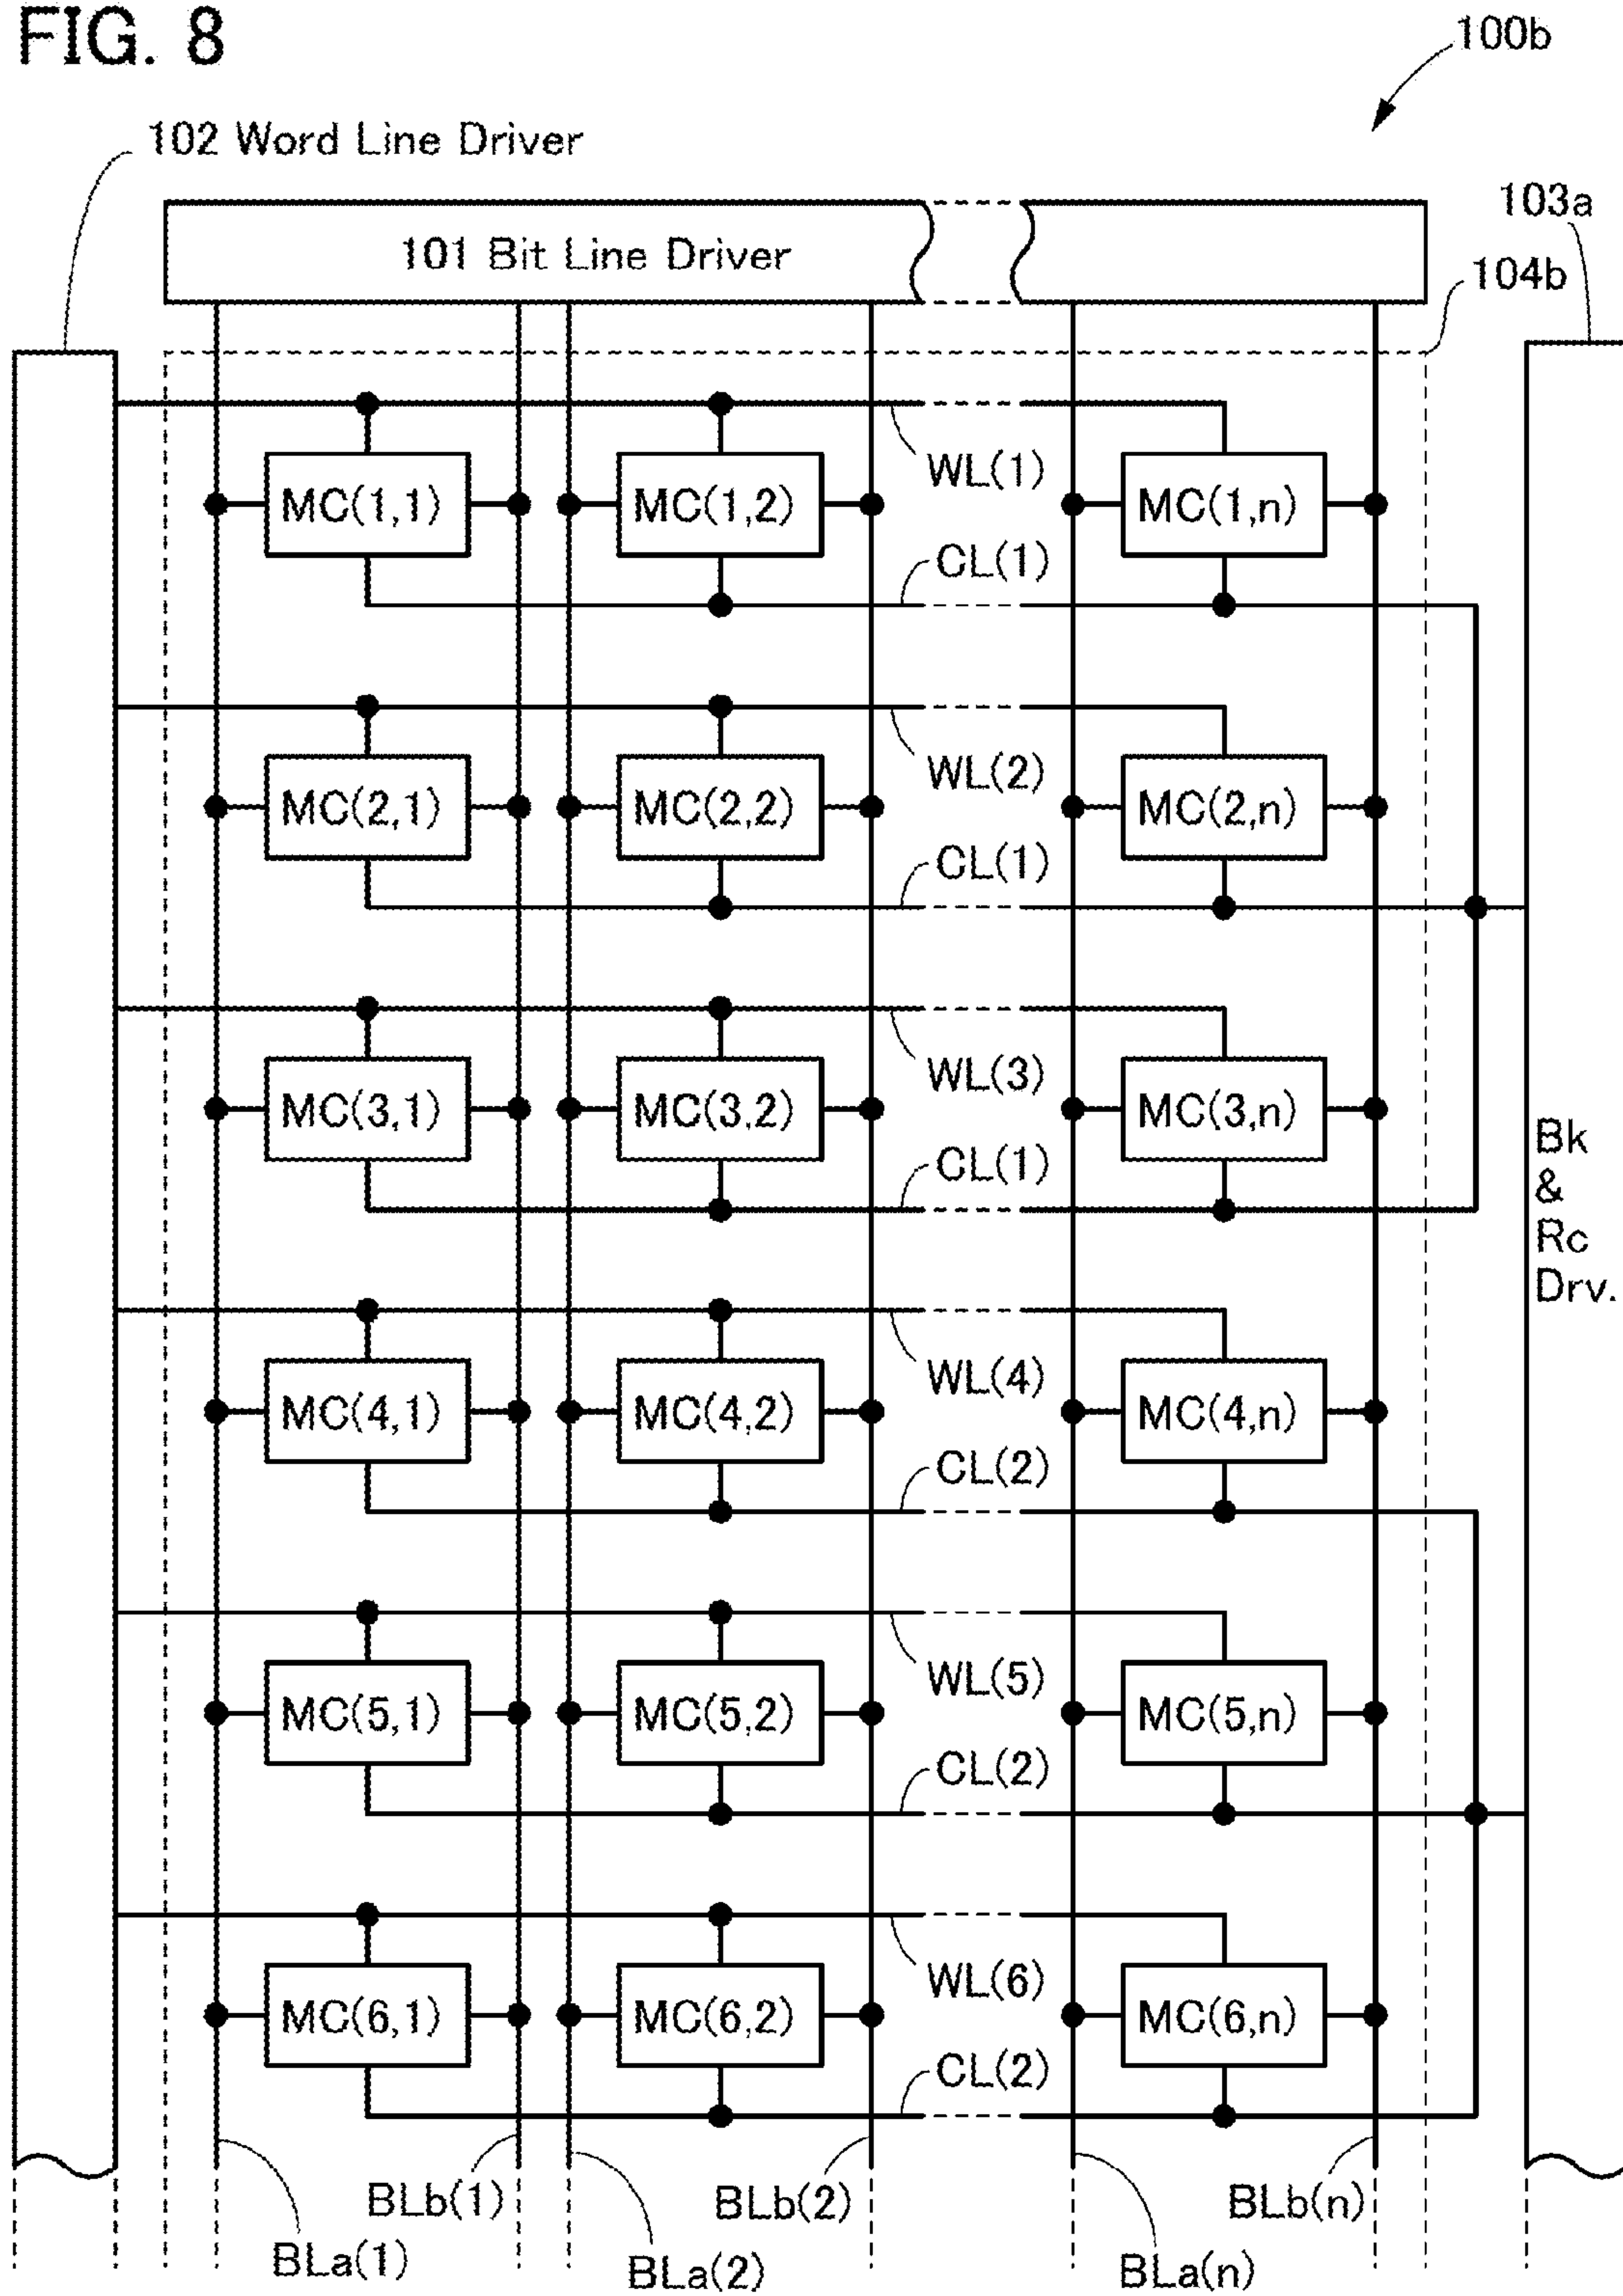 FIG. 8
100b
102 Word Line Driver
103a
101 Bit Line Driver
104b
WL(1)
MC(1,1) MC(1,2) MC(1,n)
CL(1)
WL(2)
MC(2,1) MC(2,2) MC(2,n)
CL(1)
WL(3)
MC(3,1) MC(3,2) MC(3,n)
CL(1)
Bk
&
Rc
Drv.
WL(4)
MC(4,1) MC(4,2) MC(4,n)
CL(2)
WL(5)
MC(5,1) MC(5,2) MC(5,n)
CL(2)
WL(6)
MC(6,1) MC(6,2) MC(6,n)
CL(2)
BLb(1) BLb(2) BLb(n)
BLa(1) BLa(2) BLa(n)